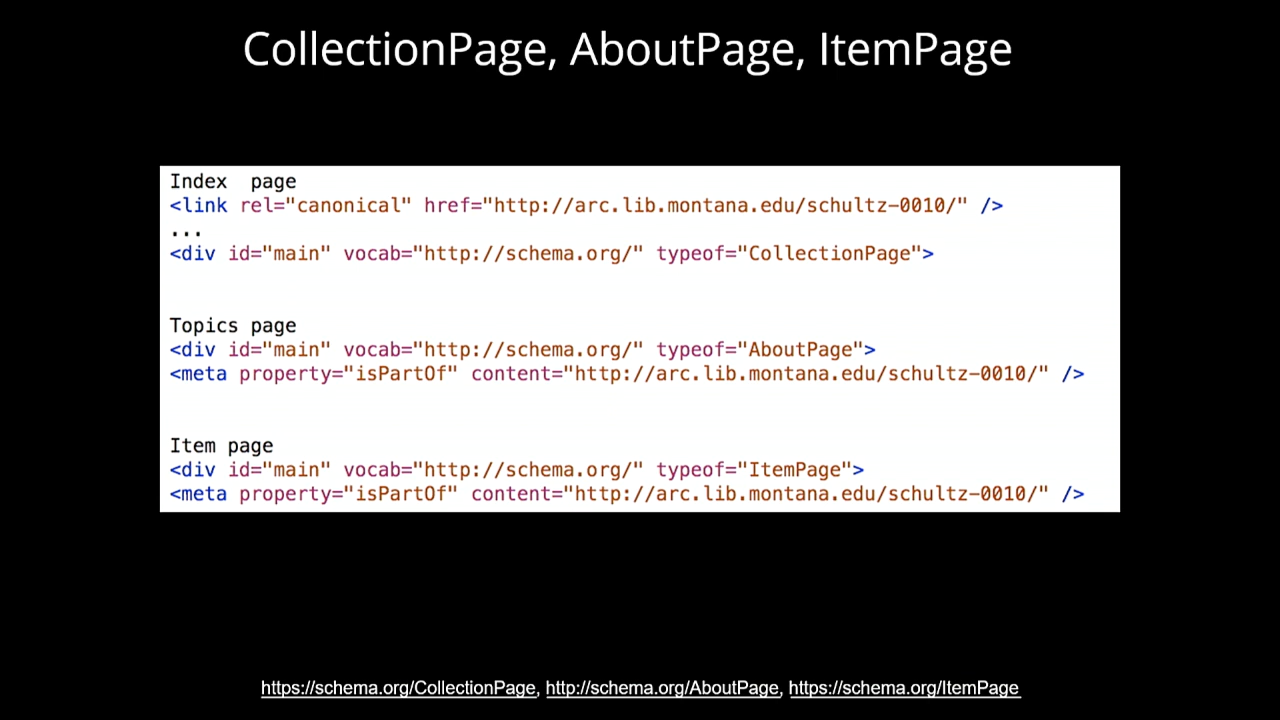 CollectionPage, AboutPage, ItemPage
Index  page
<link rel="canonical" href="http://arc.lib.montana.edu/schultz-0010/" />
...
<div id="main" vocab="http://schema.org/" typeof="CollectionPage">
Topics page
<div id="main" vocab="http://schema.org/" typeof="AboutPage">
<meta property="isPartOf" content="http://arc.lib.montana.edu/schultz-0010/" />
Item page
<div id="main" vocab="http://schema.org/" typeof="ItemPage">
<meta property="isPartOf" content="http://arc.lib.montana.edu/schultz-0010/" />
https://schema.org/CollectionPage, http://schema.org/AboutPage, https://schema.org/ItemPage